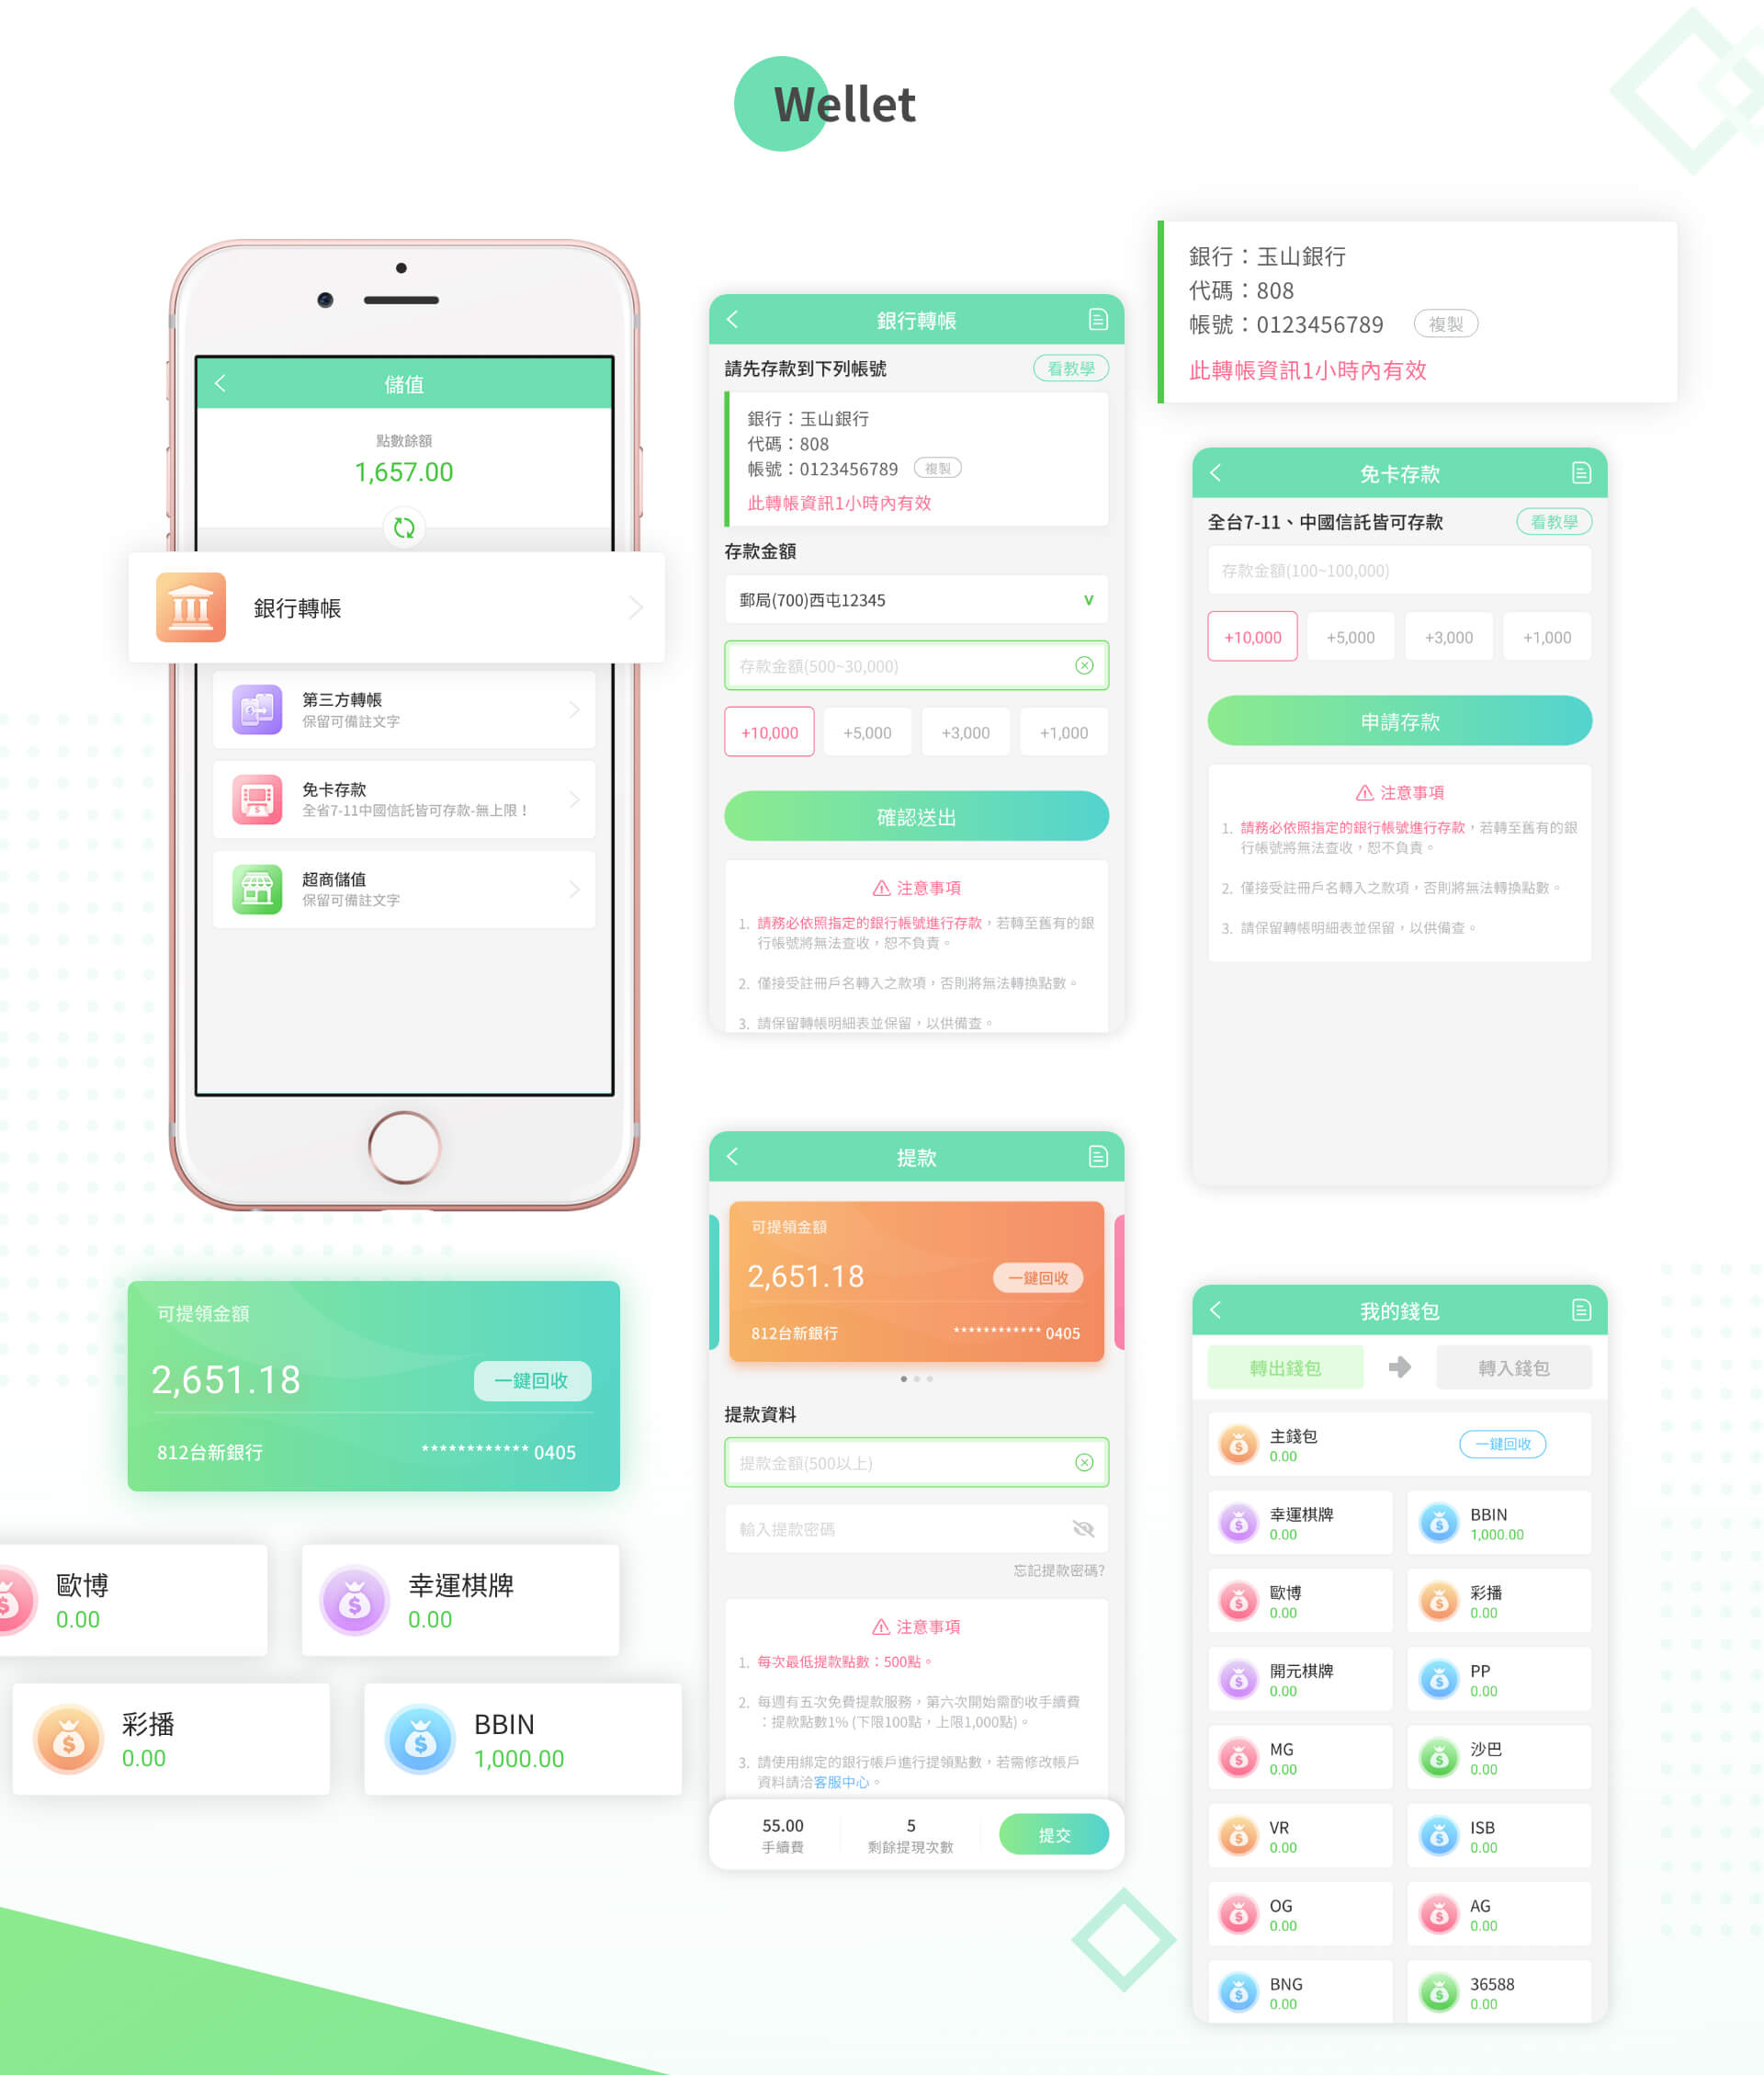 Wellet
儲值
點數餘額
1,657.00
銀行轉帳
第三方轉帳
保留可備註文字
免卡存款
全省7-11中國信託皆可存款-無上限！
超商儲值
保留可備註文字
銀行轉帳
請先存款到下列帳號
看教學
銀行：玉山銀行
代碼：808
帳號：0123456789 複製
此轉帳資訊1小時內有效
存款金額
郵局(700)西屯12345
存款金額(500~30,000)
+10,000 +5,000 +3,000 +1,000
確認送出
注意事項
1. 請務必依照指定的銀行帳號進行存款，若轉至舊有的銀
行帳號將無法查收，恕不負責。
2. 僅接受註冊戶名轉入之款項，否則將無法轉換點數。
3. 請保留轉帳明細表並保留，以供備查。
銀行：玉山銀行
代碼：808
帳號：0123456789 複製
此轉帳資訊1小時內有效
免卡存款
全台7-11、中國信託皆可存款
看教學
存款金額(100~100,000)
+10,000 +5,000 +3,000 +1,000
申請存款
注意事項
1. 請務必依照指定的銀行帳號進行存款，若轉至舊有的銀
行帳號將無法查收，恕不負責。
2. 僅接受註冊戶名轉入之款項，否則將無法轉換點數。
3. 請保留轉帳明細表並保留，以供備查。
可提領金額
2,651.18
一鍵回收
812台新銀行 ************ 0405
歐博
0.00
幸運棋牌
0.00
彩播
0.00
BBIN
1,000.00
提款
可提領金額
2,651.18
一鍵回收
812台新銀行 ************ 0405
提款資料
提款金額(500以上)
輸入提款密碼
忘記提款密碼?
注意事項
1. 每次最低提款點數：500點。
2. 每週有五次免費提款服務，第六次開始需酌收手續費
：提款點數1% (下限100點，上限1,000點)。
3. 請使用綁定的銀行帳戶進行提領點數，若需修改帳戶
資料請洽客服中心。
55.00
手續費
5
剩餘提現次數
提交
我的錢包
轉出錢包
轉入錢包
主錢包
0.00
一鍵回收
幸運棋牌
0.00
BBIN
1,000.00
歐博
0.00
彩播
0.00
開元棋牌
0.00
PP
0.00
MG
0.00
沙巴
0.00
VR
0.00
ISB
0.00
OG
0.00
AG
0.00
BNG
0.00
36588
0.00